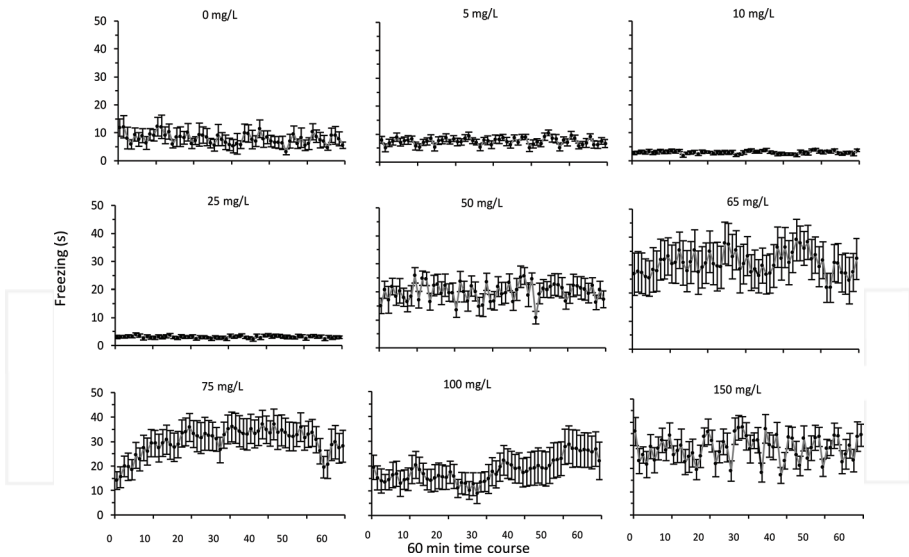 0 mg/L
5 mg/L
10 mg/L
50
40
30
20
10
0
25 mg/L
50 mg/L
65 mg/L
50
40
30
20
10
0
Freezing (s)
75 mg/L
100 mg/L
150 mg/L
50
40
30
20
10
0
0 10 20 30 40 50 60
0 10 20 30 40 50 60
0 10 20 30 40 50 60
60 min time course